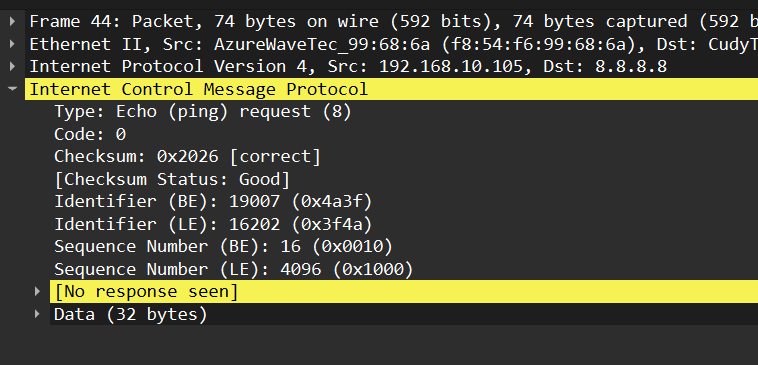 Frame 44: Packet, 74 bytes on wire (592 bits), 74 bytes captured (592 b
Ethernet II, Src: AzureWaveTec_99:68:6a (f8:54:f6:99:68:6a), Dst: CudyT
Internet Protocol Version 4, Src: 192.168.10.105, Dst: 8.8.8.8
Internet Control Message Protocol
Type: Echo (ping) request (8)
Code: 0
Checksum: 0x2026 [correct]
[Checksum Status: Good]
Identifier (BE): 19007 (0x4a3f)
Identifier (LE): 16202 (0x3f4a)
Sequence Number (BE): 16 (0x0010)
Sequence Number (LE): 4096 (0x1000)
[No response seen]
Data (32 bytes)